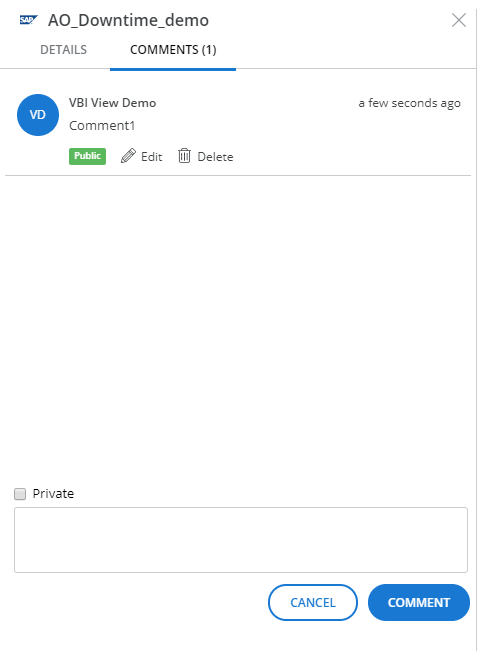 SAP AO_Downtime_demo
DETAILS COMMENTS (1)
VD VBI View Demo a few seconds ago
Comment1
Public Edit Delete
Private
CANCEL COMMENT